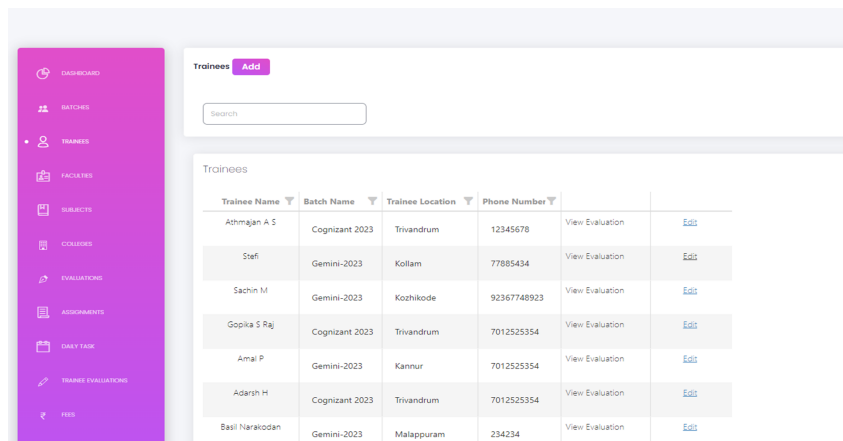 DASHBOARD
BATCHES
TRAINEES
FACULTIES
SUBJECTS
COLLEGES
EVALUATIONS
ASSIGNMENTS
DAILY TASK
TRAINEE EVALUATIONS
FEES
Trainees Add
Search
Trainees
Trainee Name Batch Name Trainee Location Phone Number
Athmajan A S Cognizant 2023 Trivandrum 12345678 View Evaluation Edit
Stefi Gemini-2023 Kollam 77885434 View Evaluation Edit
Sachin M Gemini-2023 Kozhikode 92367748923 View Evaluation Edit
Gopika S Raj Cognizant 2023 Trivandrum 7012525354 View Evaluation Edit
Amal P Gemini-2023 Kannur 7012525354 View Evaluation Edit
Adarsh H Cognizant 2023 Trivandrum 7012525354 View Evaluation Edit
Basil Narakodan Gemini-2023 Malappuram 234234 View Evaluation Edit